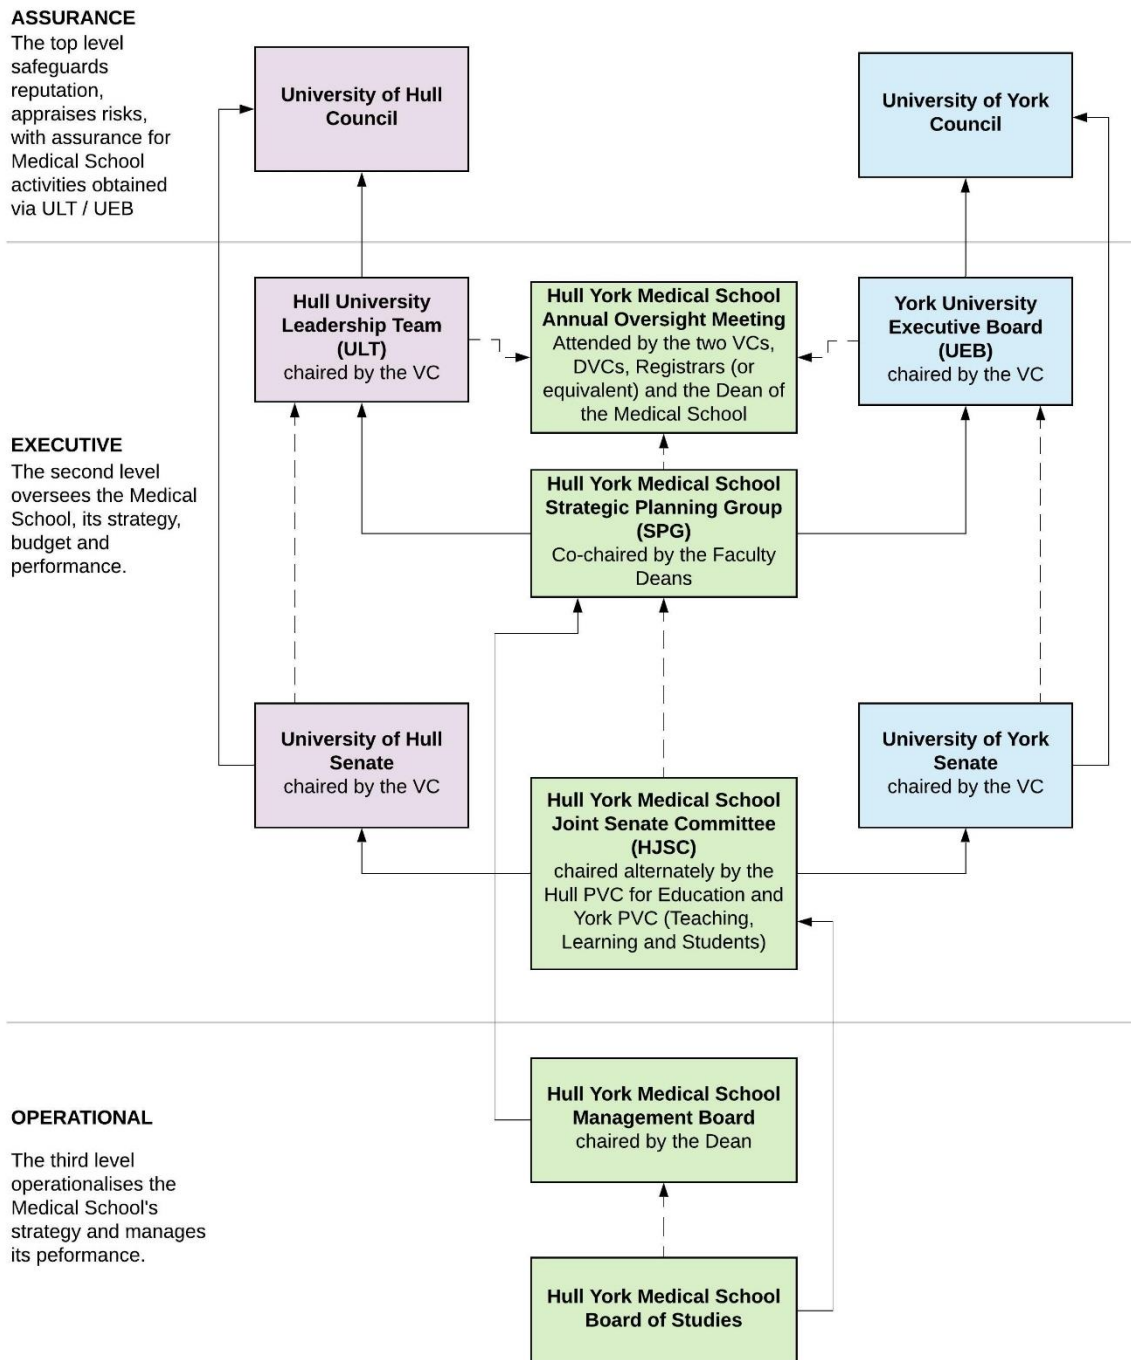 ASSURANCE
The top level
safeguards
reputation,
appraises risks,
with assurance for
Medical School
activities obtained
via ULT / UEB
University of Hull
Council
University of York
Council
EXECUTIVE
The second level
oversees the Medical
School, its strategy,
budget and
performance.
Hull University
Leadership Team
(ULT)
chaired by the VC
Hull York Medical School
Annual Oversight Meeting
Attended by the two VCs,
DVCs, Registrars (or
equivalent) and the Dean of
the Medical School
York University
Executive Board
(UEB)
chaired by the VC
Hull York Medical School
Strategic Planning Group
(SPG)
Co-chaired by the Faculty
Deans
University of Hull
Senate
chaired by the VC
Hull York Medical School
Joint Senate Committee
(HJSC)
chaired alternately by the
Hull PVC for Education and
York PVC (Teaching,
Learning and Students)
University of York
Senate
chaired by the VC
OPERATIONAL
The third level
operationalises the
Medical School's
strategy and manages
its peformance.
Hull York Medical School
Management Board
chaired by the Dean
Hull York Medical School
Board of Studies